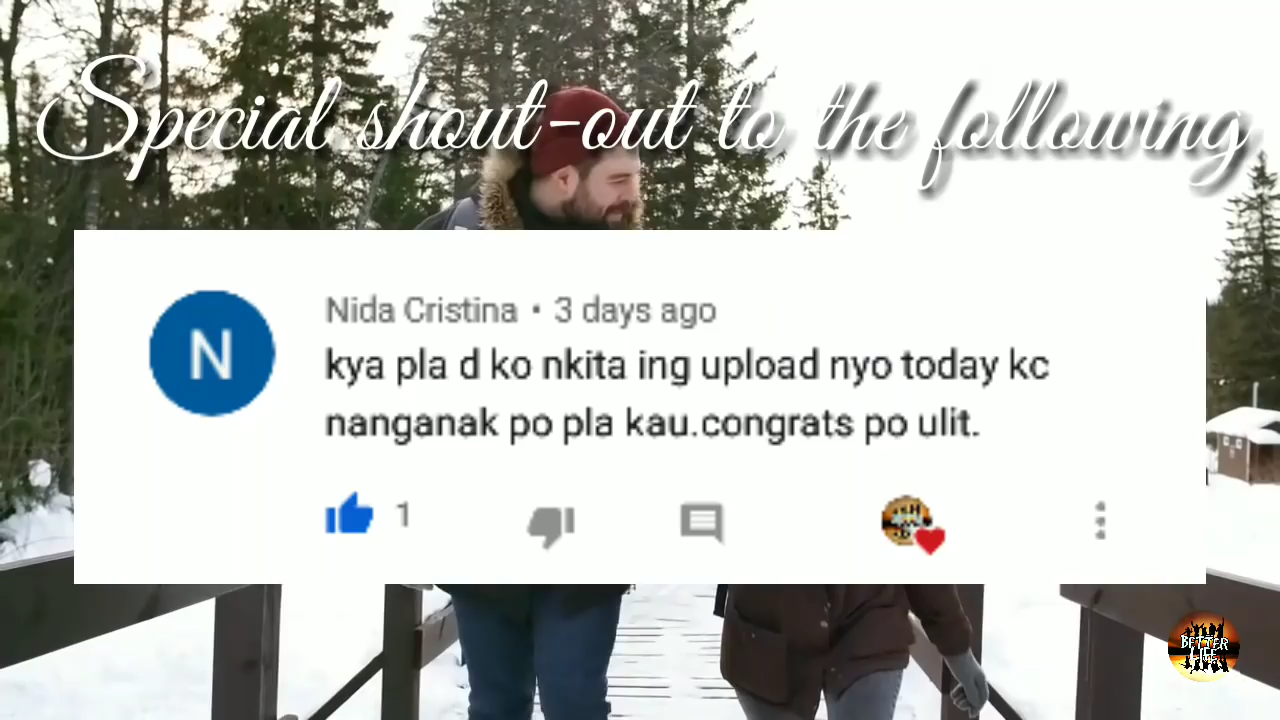 Special shout-out to the following
N
Nida Cristina • 3 days ago
kya pla d ko nkita ing upload nyo today kc
nanganak po pla kau.congrats po ulit.
1
BETTER
LIFE